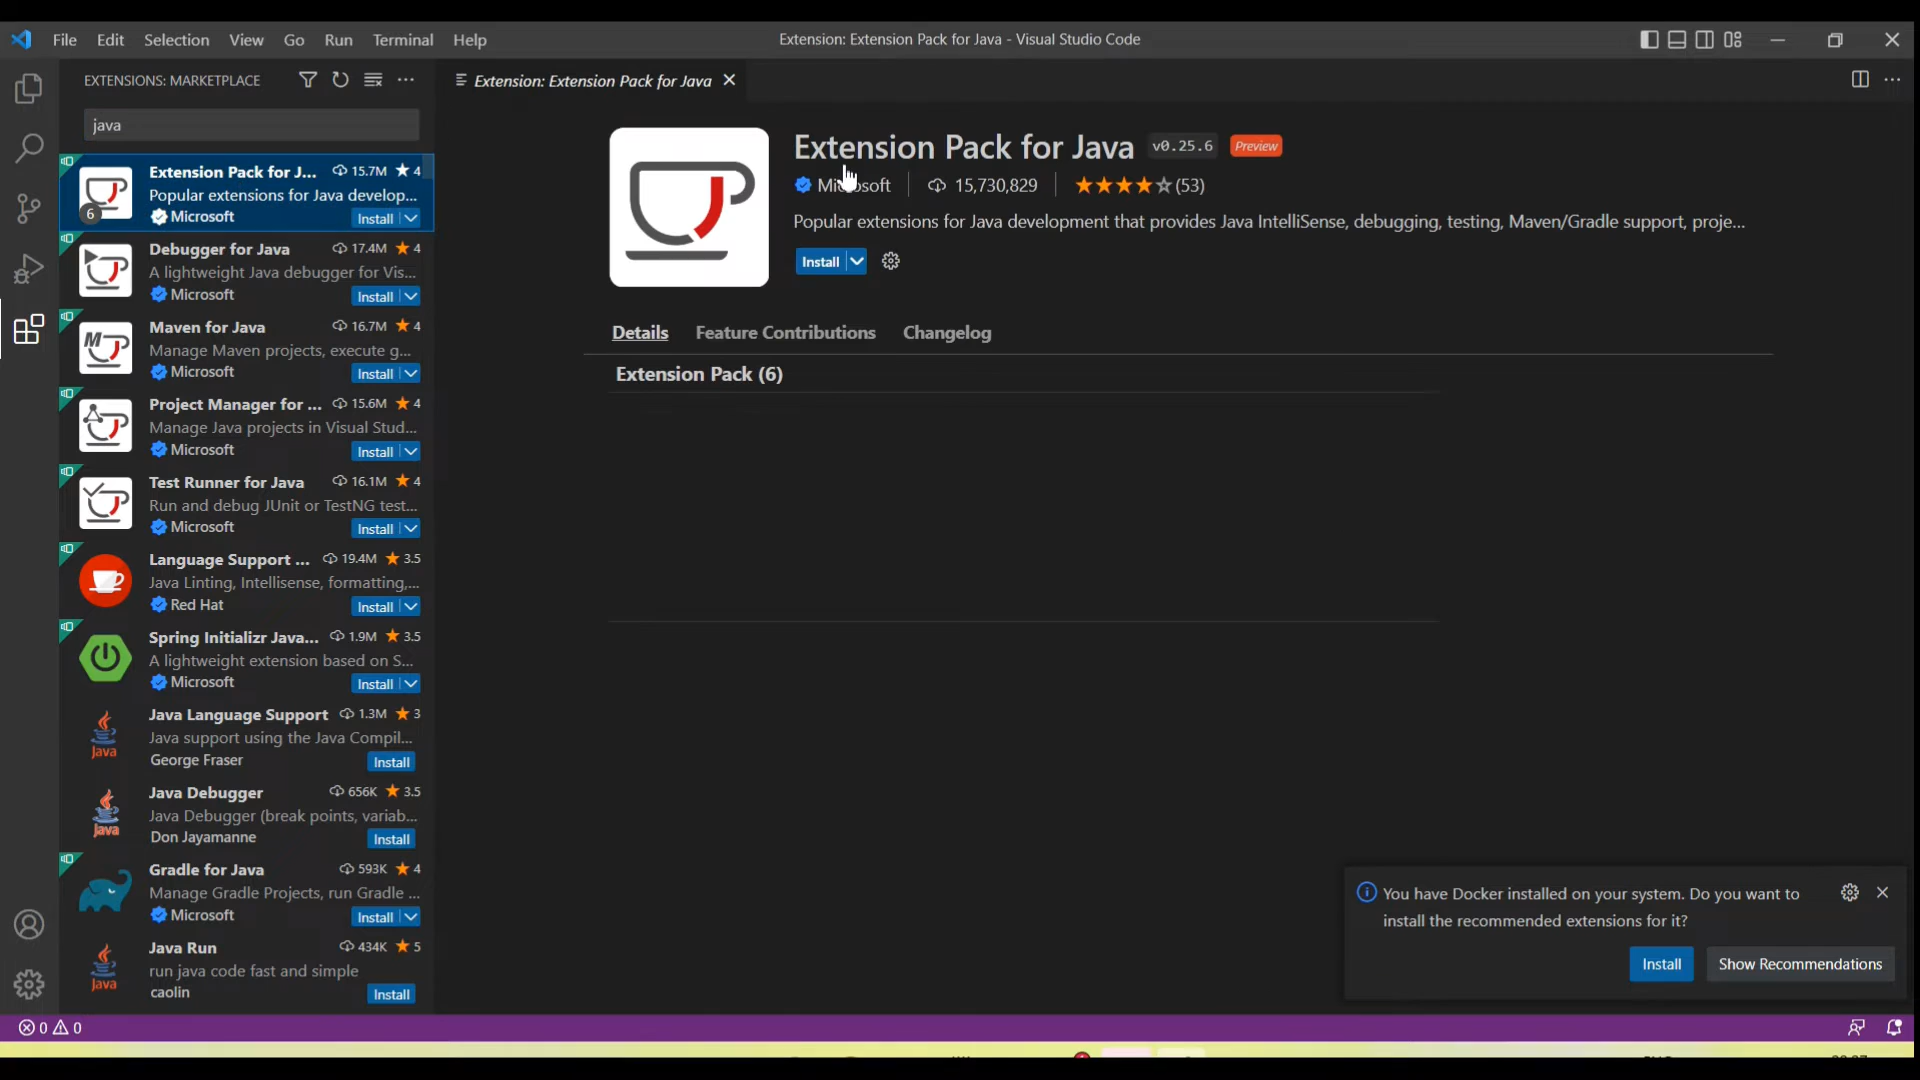 File Edit Selection View Go Run Terminal Help
Extension: Extension Pack for Java - Visual Studio Code
EXTENSIONS: MARKETPLACE
java
Extension Pack for J... 15.7M 4
Popular extensions for Java develop...
Microsoft Install
6
Debugger for Java 17.4M 4
A lightweight Java debugger for Vis...
Microsoft Install
Maven for Java 16.7M 4
Manage Maven projects, execute g...
Microsoft Install
Project Manager for ... 15.6M 4
Manage Java projects in Visual Stud...
Microsoft Install
Test Runner for Java 16.1M 4
Run and debug JUnit or TestNG test...
Microsoft Install
Language Support ... 19.4M 3.5
Java Linting, Intellisense, formatting,...
Red Hat Install
Spring Initializr Java... 1.9M 3.5
A lightweight extension based on S...
Microsoft Install
Java Language Support 1.3M 3
Java support using the Java Compil...
George Fraser Install
Java
Java Debugger 656K 3.5
Java Debugger (break points, variab...
Don Jayamanne Install
Java
Gradle for Java 593K 4
Manage Gradle Projects, run Gradle ...
Microsoft Install
Java Run 434K 5
run java code fast and simple
caolin Install
Java
0 0
Extension: Extension Pack for Java
Extension Pack for Java v0.25.6 Preview
Microsoft 15,730,829 (53)
Popular extensions for Java development that provides Java IntelliSense, debugging, testing, Maven/Gradle support, proje...
Install
Details Feature Contributions Changelog
Extension Pack (6)
You have Docker installed on your system. Do you want to
install the recommended extensions for it?
Install Show Recommendations